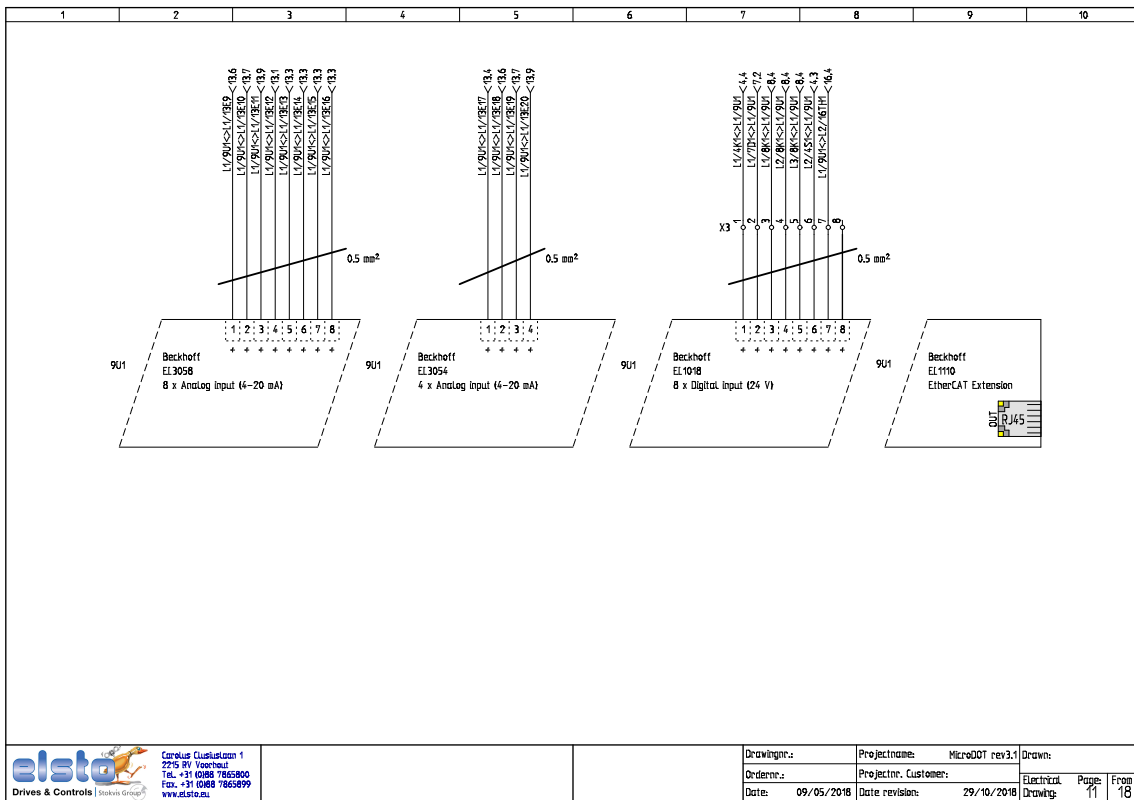 1 2 3 4 5 6 7 8 9 10
13.6 13.7 13.9 13.1 13.3 13.3 13.3 13.3
L1/9U1<>L1/13E9
L1/9U1<>L1/13E10
L1/9U1<>L1/13E11
L1/9U1<>L1/13E12
L1/9U1<>L1/13E13
L1/9U1<>L1/13E14
L1/9U1<>L1/13E15
L1/9U1<>L1/13E16
0.5 mm²
1 2 3 4 5 6 7 8
+ + + + + + + +
9U1
Beckhoff
EL3058
8 x Analog input (4-20 mA)
13.4 13.6 13.7 13.9
L1/9U1<>L1/13E17
L1/9U1<>L1/13E18
L1/9U1<>L1/13E19
L1/9U1<>L1/13E20
0.5 mm²
1 2 3 4
+ + + +
9U1
Beckhoff
EL3054
4 x Analog input (4-20 mA)
4.4 7.2 8.4 8.4 8.4 4.3 16.4
L1/4K1<>L1/9U1
L1/7D1<>L1/9U1
L1/8K1<>L1/9U1
L2/8K1<>L1/9U1
L3/8K1<>L1/9U1
L2/4S1<>L1/9U1
L1/9U1<>L2/16TH1
X3 1 2 3 4 5 6 7 8
0.5 mm²
1 2 3 4 5 6 7 8
+ + + + + + + +
9U1
Beckhoff
EL1018
8 x Digital input (24 V)
9U1
Beckhoff
EL1110
EtherCAT Extension
OUT
RJ45
elsto
Drives & Controls | Stokvis Group
Carolus Clusiuslaan 1
2215 RV Voorhout
Tel. +31 (0)88 7865800
Fax. +31 (0)88 7865899
www.elsto.eu
Drawingnr.:
Ordernr.:
Date: 09/05/2018
Projectname: MicroDOT rev3.1
Projectnr. Customer:
Date revision: 29/10/2018
Drawn:
Electrical Drawing:
Page: 11
From 18